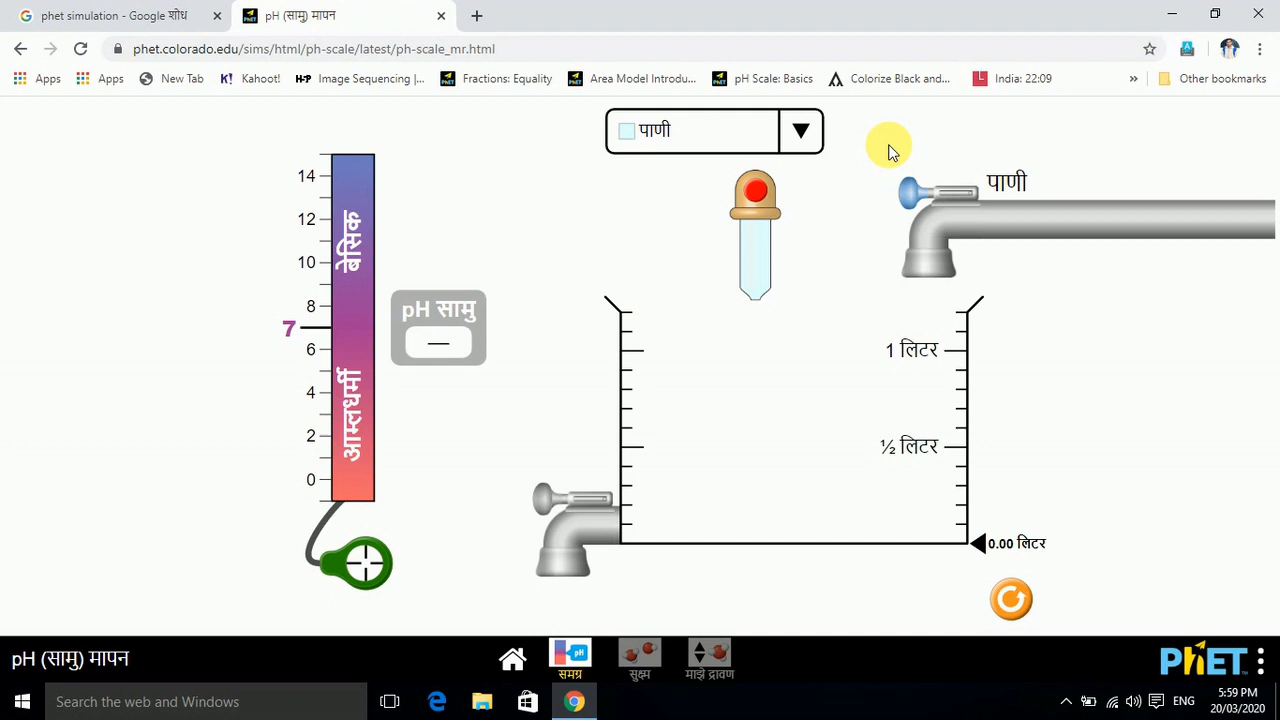 phet simulation - Google शोध
pH (सामु) मापन
phet.colorado.edu/sims/html/ph-scale/latest/ph-scale_mr.html
Apps
Apps
New Tab
Kahoot!
Image Sequencing |...
Fractions: Equality
Area Model Introdu...
pH Scale: Basics
Colorize Black and...
India: 22:09
Other bookmarks
पाणी
पाणी
14
12
10
8
7
6
4
2
0
बेसिक
आम्लधर्मी
pH सामु
—
1 लिटर
½ लिटर
0.00 लिटर
pH (सामु) मापन
समग्र
सुक्ष्म
माझे द्रावण
PhET
Search the web and Windows
ENG
5:59 PM
20/03/2020